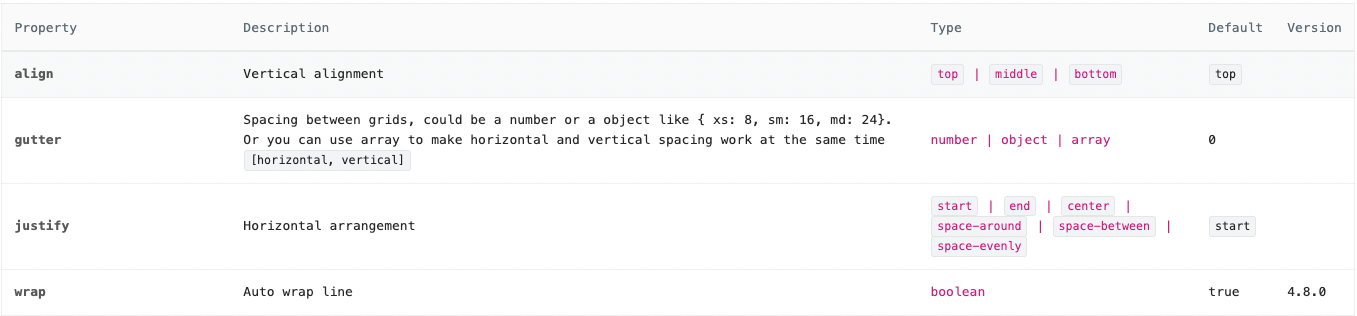 Property Description Type Default Version
align Vertical alignment top | middle | bottom top
Spacing between grids, could be a number or a object like { xs: 8, sm: 16, md: 24}.
gutter Or you can use array to make horizontal and vertical spacing work at the same time number | object | array 0
[horizontal, vertical]
start | end | center |
justify Horizontal arrangement space-around | space-between | start
space-evenly
wrap Auto wrap line boolean true 4.8.0